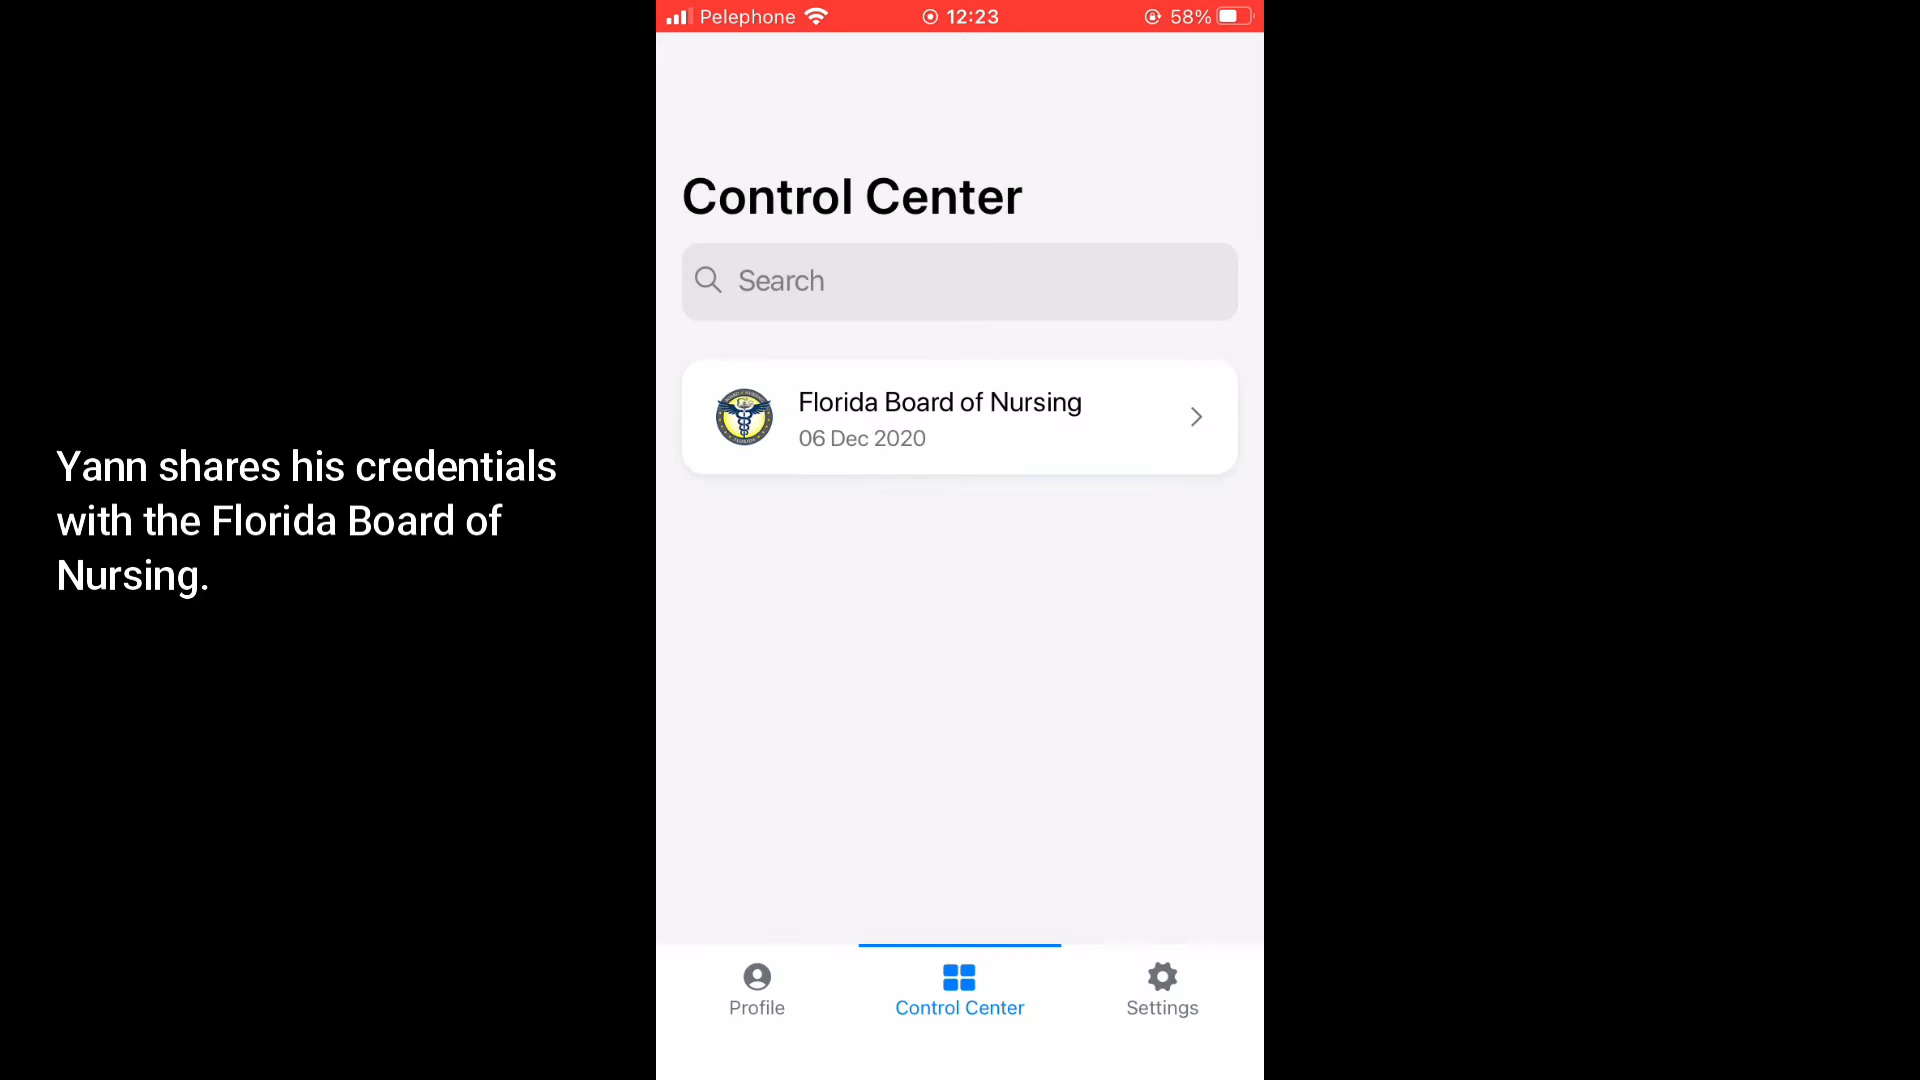 Pelephone 12:23 58%
Control Center
Search
Florida Board of Nursing
06 Dec 2020
Yann shares his credentials
with the Florida Board of
Nursing.
Profile Control Center Settings